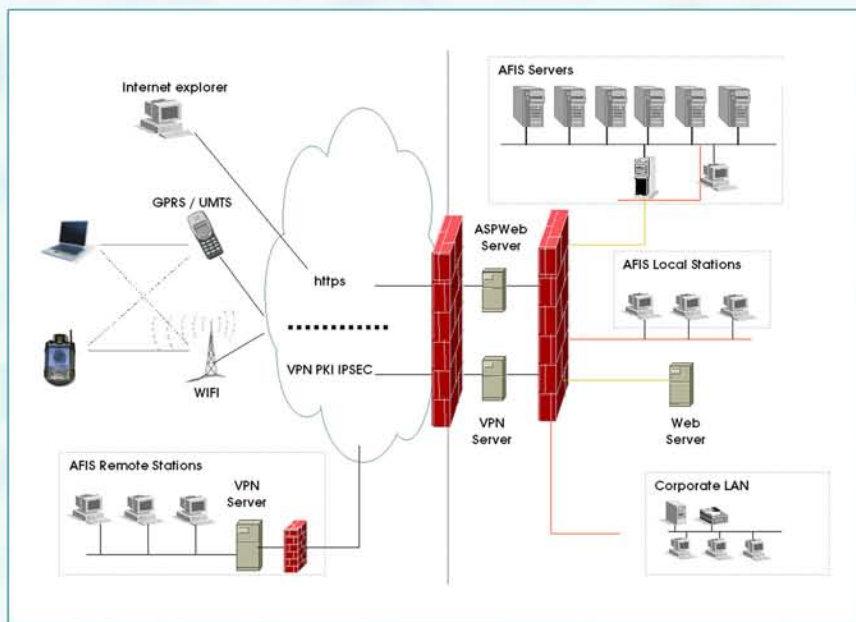 Internet explorer
GPRS / UMTS
https
VPN PKI IPSEC
WIFI
AFIS Remote Stations
VPN
Server
ASPWeb
Server
VPN
Server
AFIS Servers
AFIS Local Stations
Web
Server
Corporate LAN